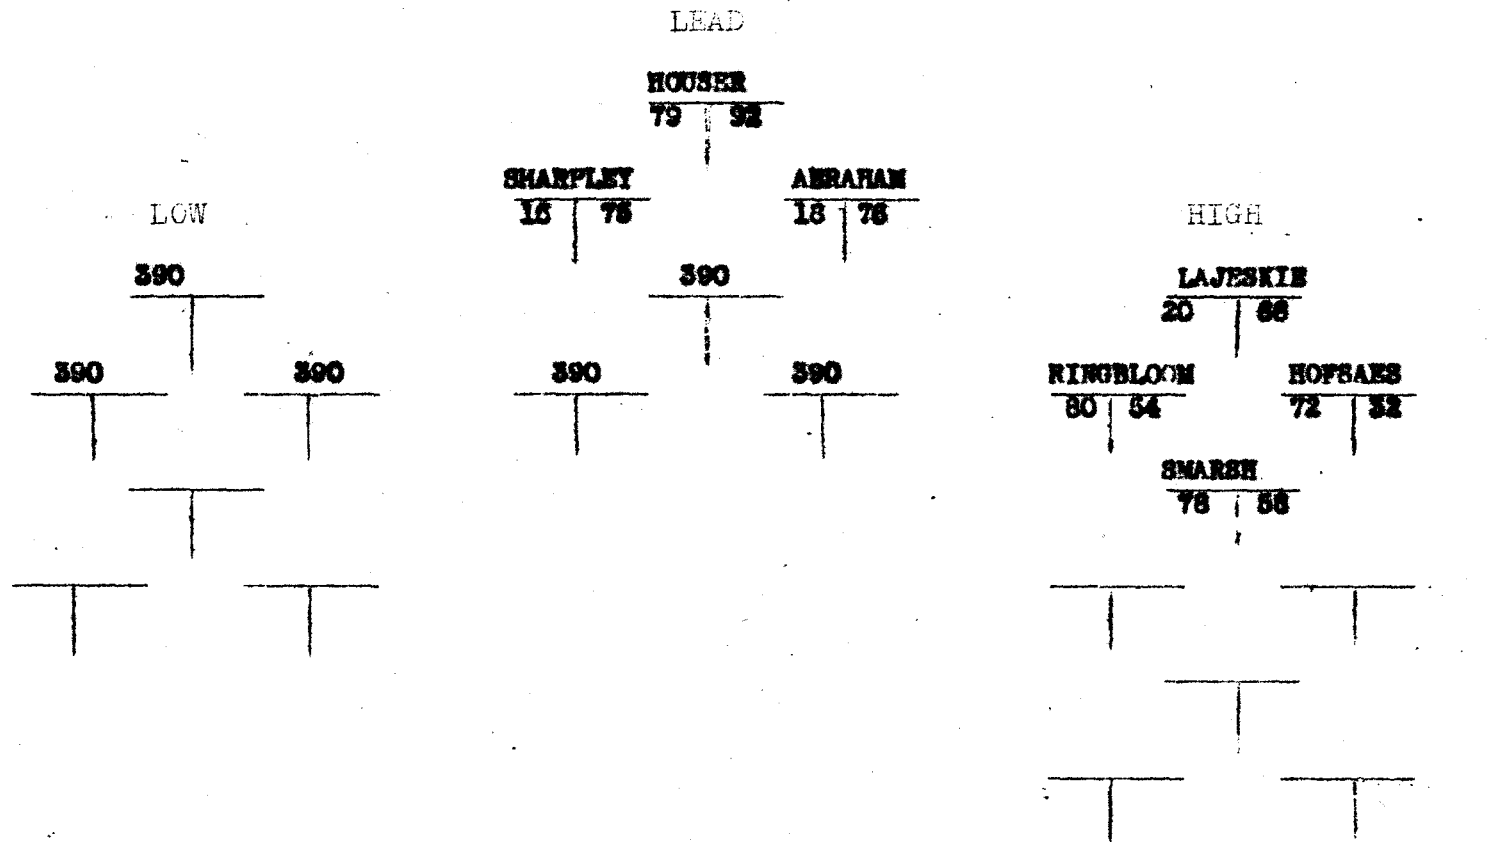 LEAD
HOUSER
79 92
SHARPLEY ABRAHAM
16 75 18 76
LOW HIGH
390 390 LAJESKIE
20 66
390 390 390 390 RINGBLOOM HOFSAES
80 54 72 32
SMARSH
78 58